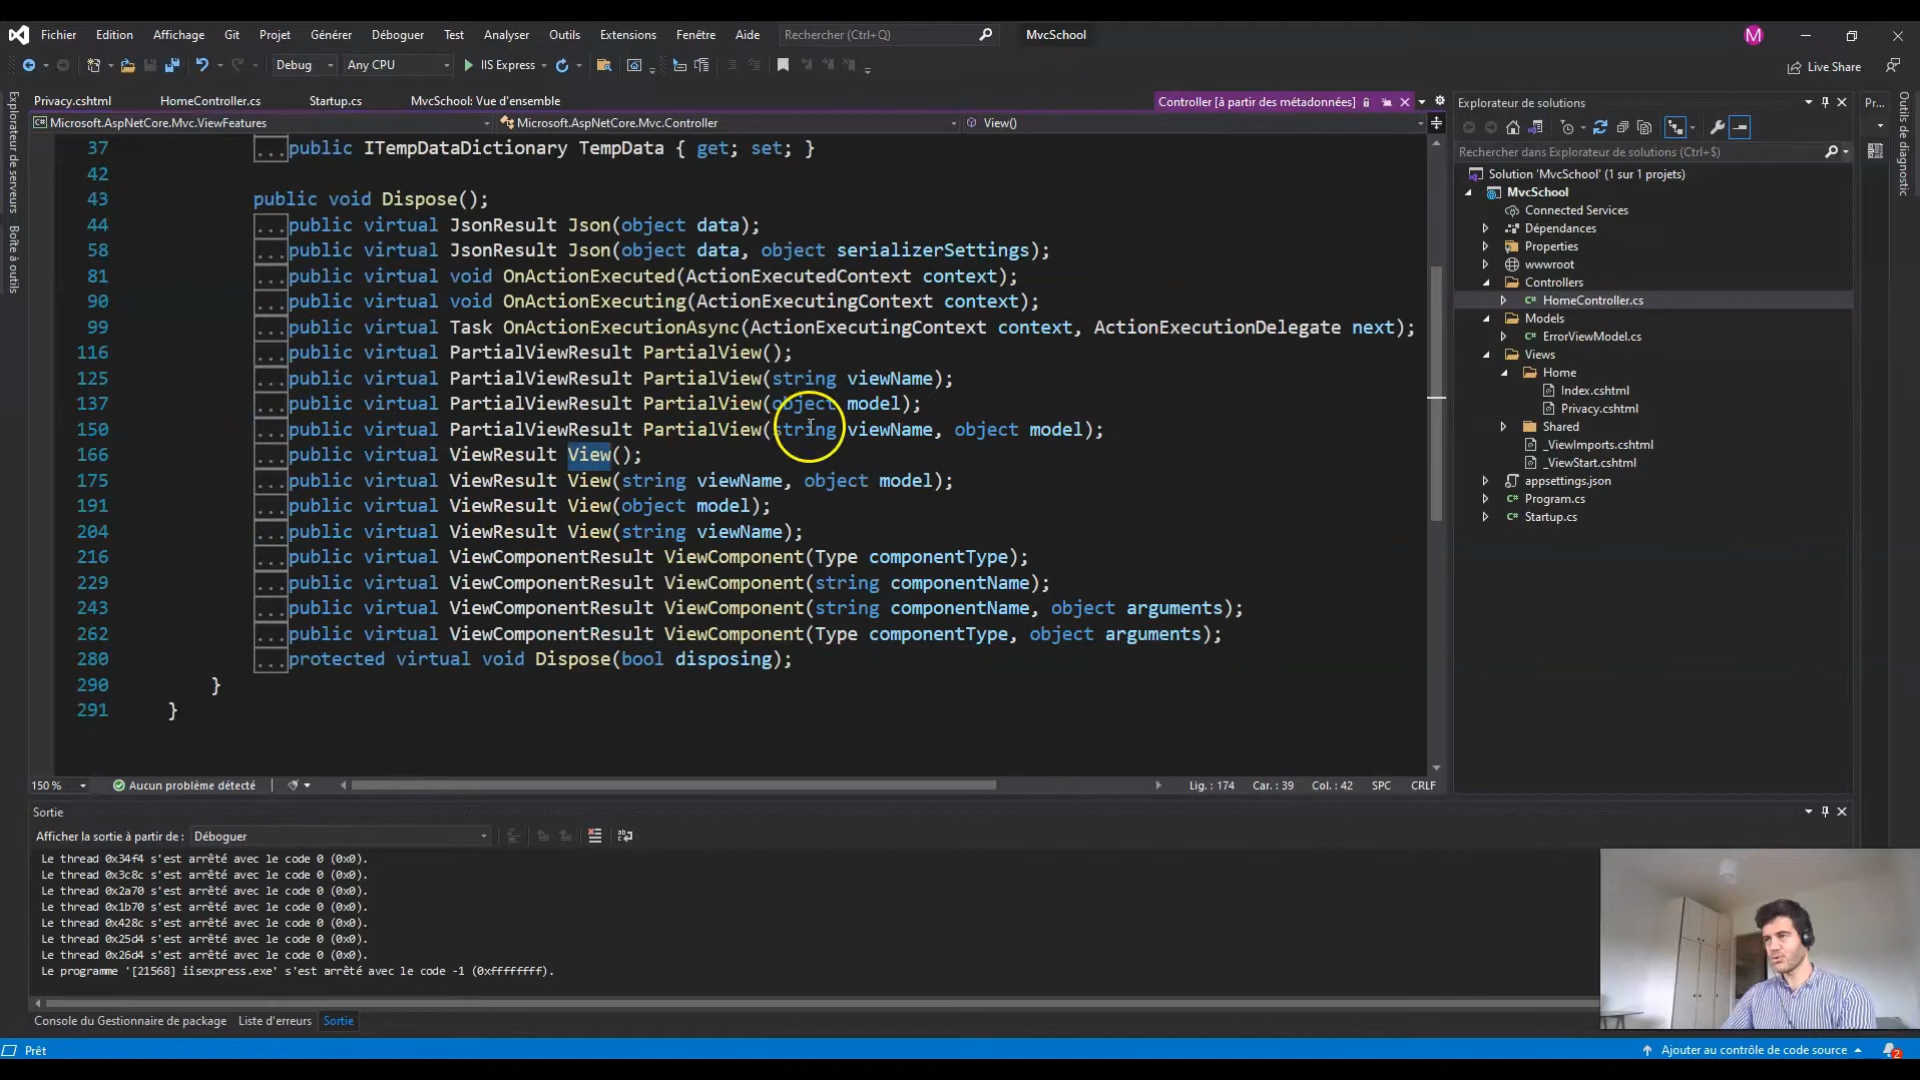 Fichier Edition Affichage Git Projet Générer Déboguer Test Analyser Outils Extensions Fenêtre Aide Rechercher (Ctrl+Q) MvcSchool M
Debug Any CPU IIS Express Live Share
Privacy.cshtml HomeController.cs Startup.cs MvcSchool: Vue d'ensemble Controller [à partir des métadonnées]
Microsoft.AspNetCore.Mvc.ViewFeatures Microsoft.AspNetCore.Mvc.Controller View()
37 ...public ITempDataDictionary TempData { get; set; }
42
43 public void Dispose();
44 ...public virtual JsonResult Json(object data);
58 ...public virtual JsonResult Json(object data, object serializerSettings);
81 ...public virtual void OnActionExecuted(ActionExecutedContext context);
90 ...public virtual void OnActionExecuting(ActionExecutingContext context);
99 ...public virtual Task OnActionExecutionAsync(ActionExecutingContext context, ActionExecutionDelegate next);
116 ...public virtual PartialViewResult PartialView();
125 ...public virtual PartialViewResult PartialView(string viewName);
137 ...public virtual PartialViewResult PartialView(object model);
150 ...public virtual PartialViewResult PartialView(string viewName, object model);
166 ...public virtual ViewResult View();
175 ...public virtual ViewResult View(string viewName, object model);
191 ...public virtual ViewResult View(object model);
204 ...public virtual ViewResult View(string viewName);
216 ...public virtual ViewComponentResult ViewComponent(Type componentType);
229 ...public virtual ViewComponentResult ViewComponent(string componentName);
243 ...public virtual ViewComponentResult ViewComponent(string componentName, object arguments);
262 ...public virtual ViewComponentResult ViewComponent(Type componentType, object arguments);
280 ...protected virtual void Dispose(bool disposing);
290 }
291 }
150 % Aucun problème détecté Lig. : 174 Car. : 39 Col. : 42 SPC CRLF
Explorateur de serveurs
Boîte à outils
Explorateur de solutions
Rechercher dans Explorateur de solutions (Ctrl+$)
Solution 'MvcSchool' (1 sur 1 projets)
MvcSchool
Connected Services
Dépendances
Properties
wwwroot
Controllers
C# HomeController.cs
Models
C# ErrorViewModel.cs
Views
Home
Index.cshtml
Privacy.cshtml
Shared
_ViewImports.cshtml
_ViewStart.cshtml
appsettings.json
C# Program.cs
C# Startup.cs
Pr...
Outils de diagnostic
Sortie
Afficher la sortie à partir de : Déboguer
Le thread 0x34f4 s'est arrêté avec le code 0 (0x0).
Le thread 0x3c8c s'est arrêté avec le code 0 (0x0).
Le thread 0x2a70 s'est arrêté avec le code 0 (0x0).
Le thread 0x1b70 s'est arrêté avec le code 0 (0x0).
Le thread 0x428c s'est arrêté avec le code 0 (0x0).
Le thread 0x25d4 s'est arrêté avec le code 0 (0x0).
Le thread 0x26d4 s'est arrêté avec le code 0 (0x0).
Le programme '[21568] iisexpress.exe' s'est arrêté avec le code -1 (0xffffffff).
Console du Gestionnaire de package Liste d'erreurs Sortie
Prêt Ajouter au contrôle de code source 2